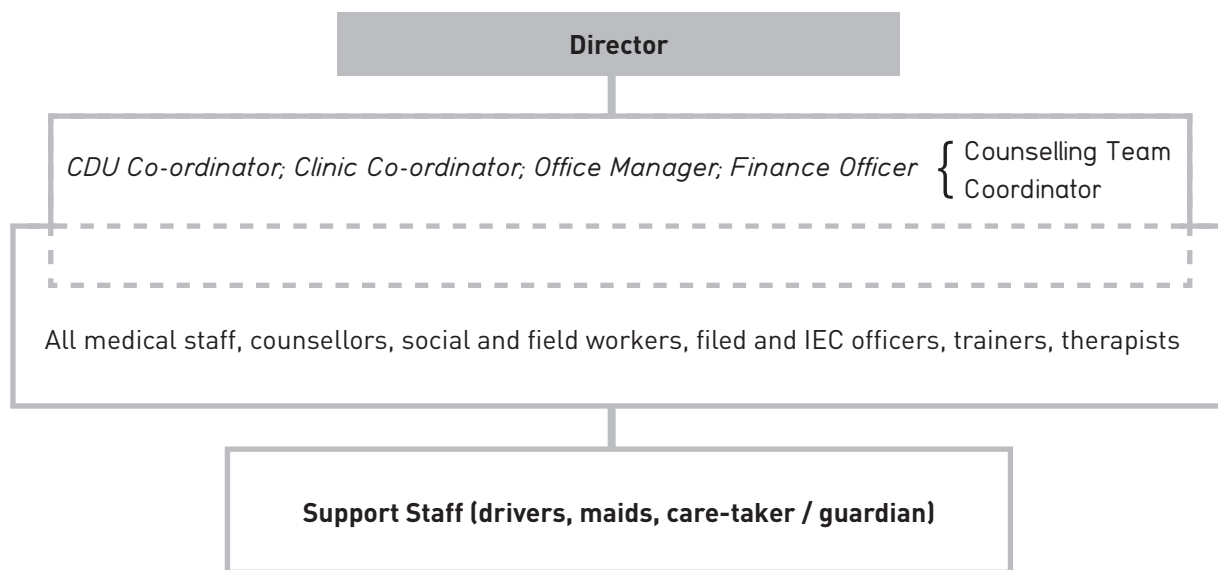 Director
CDU Co-ordinator; Clinic Co-ordinator; Office Manager; Finance Officer { Counselling Team
Coordinator
All medical staff, counsellors, social and field workers, filed and IEC officers, trainers, therapists
Support Staff (drivers, maids, care-taker / guardian)